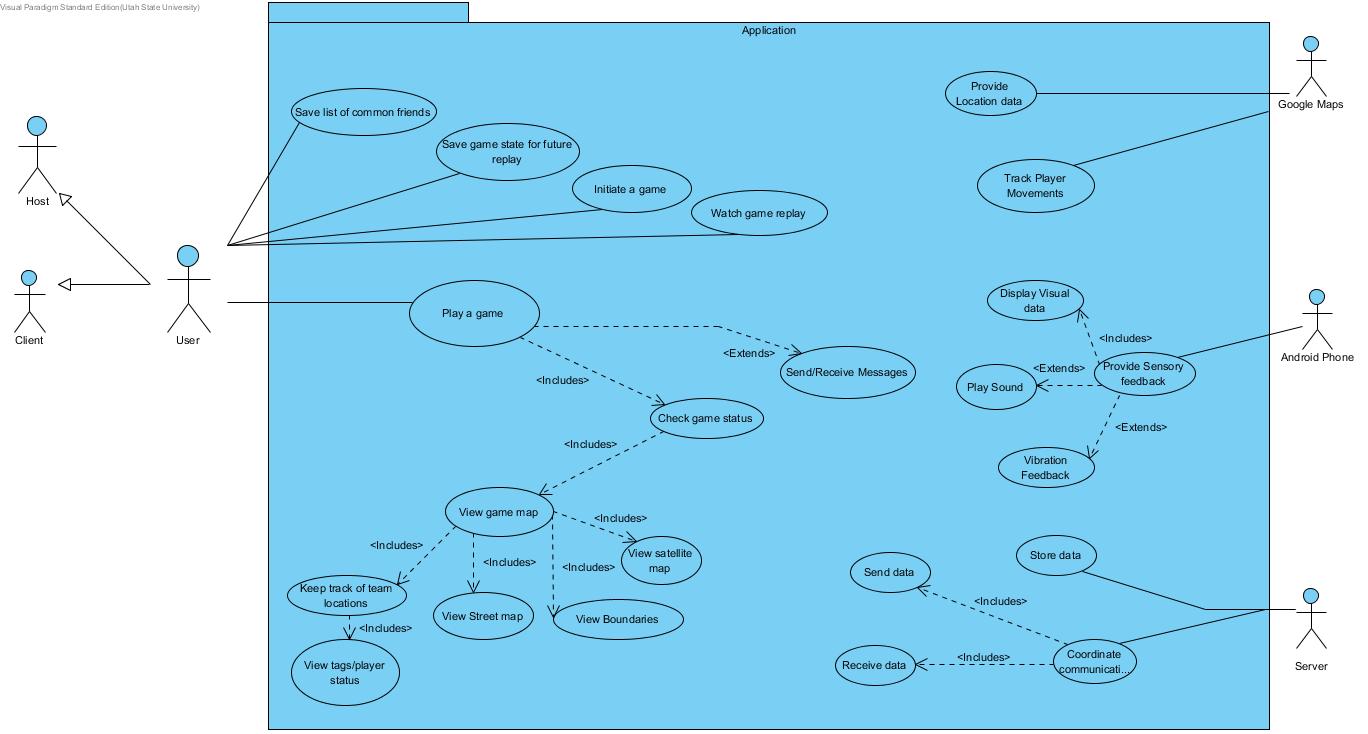 Visual Paradigm Standard Edition(Utah State University)
Application
Provide
Location data
Google Maps
Save list of common friends
Save game state for future
replay
Track Player
Movements
Initiate a game
Host
Watch game replay
Display Visual
data
Play a game
User
Client
<Includes>
<Extends>
Android Phone
Send/Receive Messages
<Includes>
<Extends>
Provide Sensory
feedback
Play Sound
Check game status
<Extends>
<Includes>
Vibration
Feedback
View game map
<Includes>
<Includes>
View satellite
map
<Includes>
<Includes>
Store data
Send data
Keep track of team
locations
<Includes>
View Street map
View Boundaries
<Includes>
View tags/player
status
Receive data
<Includes>
Coordinate
communicati...
Server